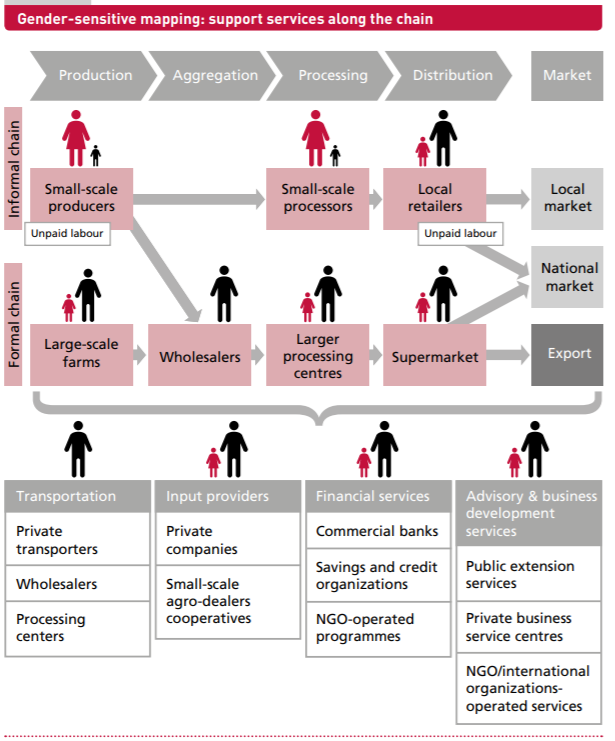 Gender-sensitive mapping: support services along the chain
Production
Aggregation
Processing
Distribution
Market
Informal chain
Small-scale
producers
Unpaid labour
Small-scale
processors
Local
retailers
Unpaid labour
Local
market
National
market
Formal chain
Large-scale
farms
Wholesalers
Larger
processing
centres
Supermarket
Export
Transportation
Private
transporters
Wholesalers
Processing
centers
Input providers
Private
companies
Small-scale
agro-dealers
cooperatives
Financial services
Commercial banks
Savings and credit
organizations
NGO-operated
programmes
Advisory & business
development
services
Public extension
services
Private business
service centres
NGO/international
organizations-
operated services